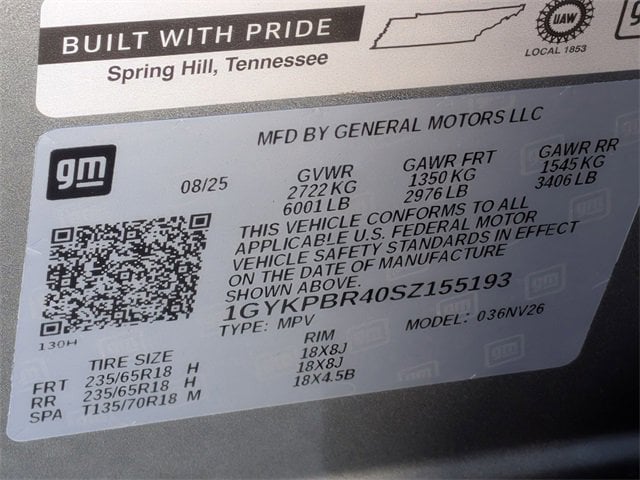 BUILT WITH PRIDE
Spring Hill, Tennessee
UAW
LOCAL 1853
gm
MFD BY GENERAL MOTORS LLC
08/25
GVWR
2722 KG
6001 LB
GAWR FRT
1350 KG
2976 LB
GAWR RR
1545 KG
3406 LB
THIS VEHICLE CONFORMS TO ALL
APPLICABLE U.S. FEDERAL MOTOR
VEHICLE SAFETY STANDARDS IN EFFECT
ON THE DATE OF MANUFACTURE
SHOWN ABOVE.
1GYKPBR40SZ155193
TYPE: MPV
MODEL: 036NV26
130H
TIRE SIZE
RIM
FRT 235/65R18 H 18X8J
RR 235/65R18 H 18X8J
SPA T135/70R18 M 18X4.5B